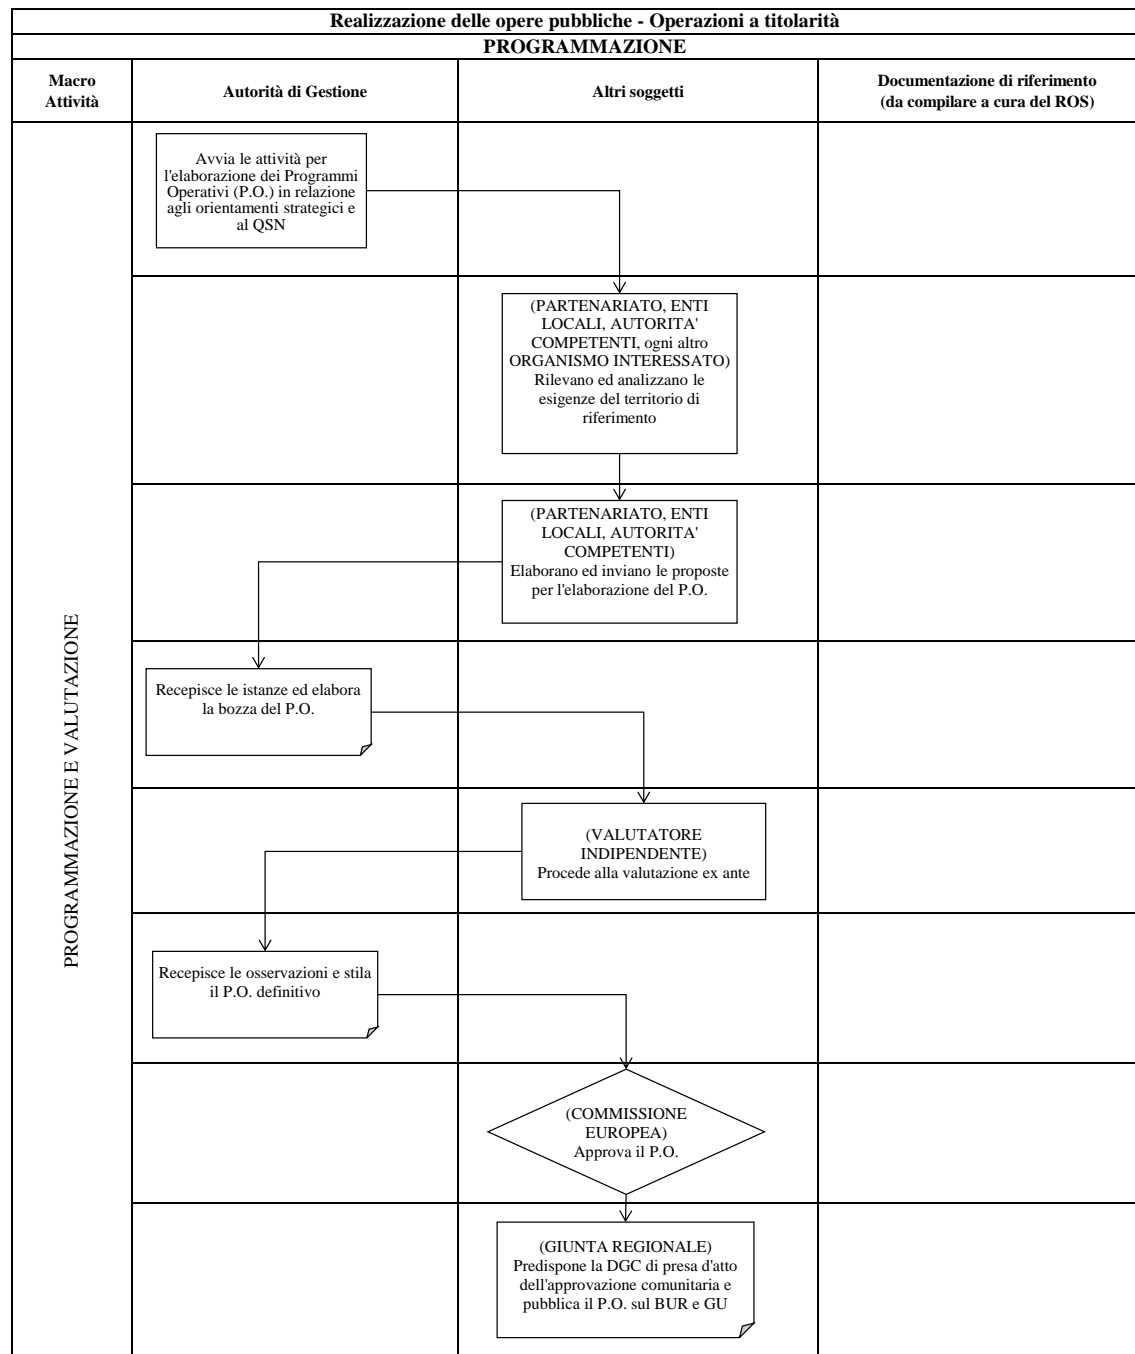 Realizzazione delle opere pubbliche - Operazioni a titolarità
PROGRAMMAZIONE
Macro
Attività
Autorità di Gestione
Altri soggetti
Documentazione di riferimento
(da compilare a cura del ROS)
PROGRAMMAZIONE E VALUTAZIONE
Avvia le attività per
l'elaborazione dei Programmi
Operativi (P.O.) in relazione
agli orientamenti strategici e
al QSN
(PARTENARIATO, ENTI
LOCALI, AUTORITA'
COMPETENTI, ogni altro
ORGANISMO INTERESSATO)
Rilevano ed analizzano le
esigenze del territorio di
riferimento
(PARTENARIATO, ENTI
LOCALI, AUTORITA'
COMPETENTI)
Elaborano ed inviano le proposte
per l'elaborazione del P.O.
Recepisce le istanze ed elabora
la bozza del P.O.
(VALUTATORE
INDIPENDENTE)
Procede alla valutazione ex ante
Recepisce le osservazioni e stila
il P.O. definitivo
(COMMISSIONE
EUROPEA)
Approva il P.O.
(GIUNTA REGIONALE)
Predispone la DGC di presa d'atto
dell'approvazione comunitaria e
pubblica il P.O. sul BUR e GU